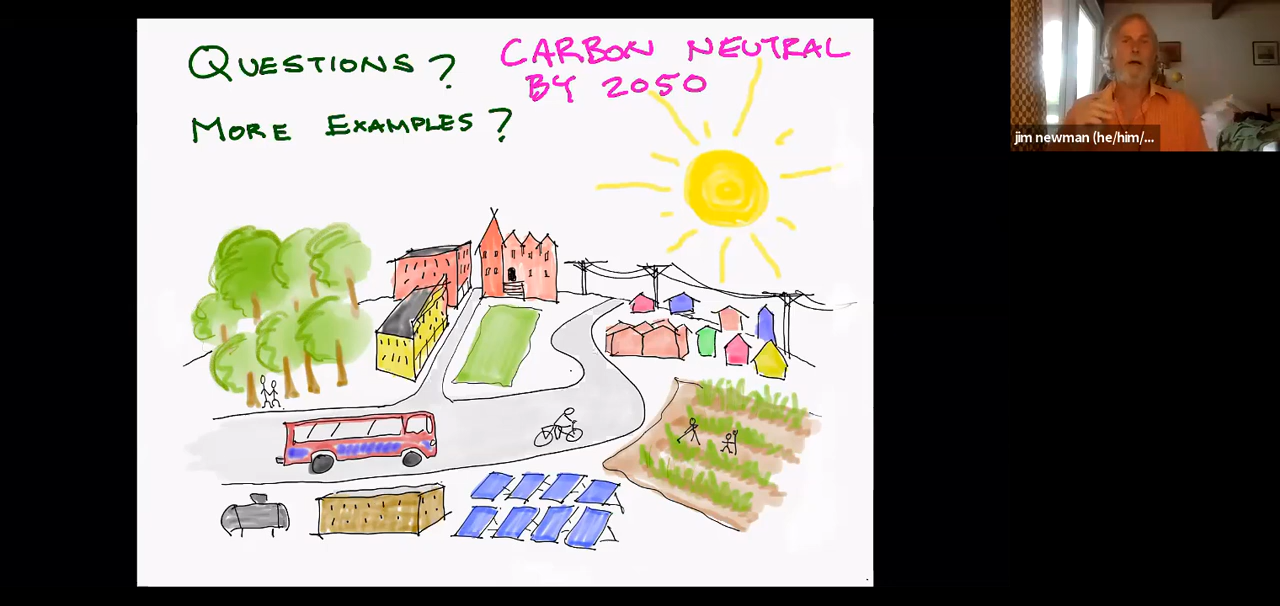 QUESTIONS?
MORE EXAMPLES?
CARBON NEUTRAL
BY 2050
jim newman (he/him/...